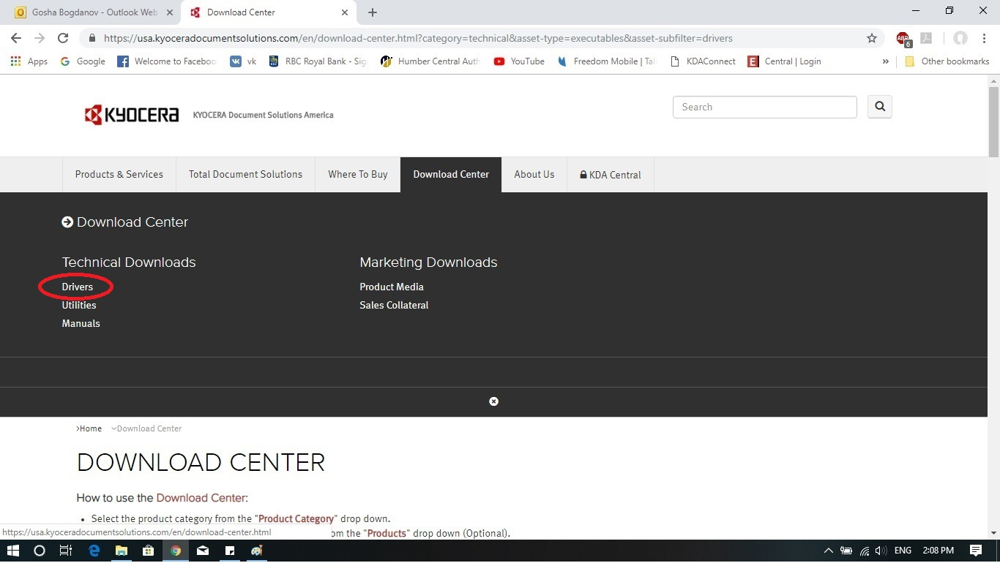 Gosha Bogdanov - Outlook Web
Download Center
https://usa.kyoceradocumentsolutions.com/en/download-center.html?category=technical&asset-type=executables&asset-subfilter=drivers
ABP
6
Apps
Google
Welcome to Facebo
vk
RBC Royal Bank - Sig
Humber Central Auth
YouTube
Freedom Mobile | Tal
KDAConnect
E
Central | Login
»
Other bookmarks
KYOCERA
KYOCERA Document Solutions America
Search
Products & Services
Total Document Solutions
Where To Buy
Download Center
About Us
KDA Central
Download Center
Technical Downloads
Marketing Downloads
Drivers
Product Media
Utilities
Sales Collateral
Manuals
Home
Download Center
DOWNLOAD CENTER
How to use the Download Center:
• Select the product category from the "Product Category" drop down.
om the "Products" drop down (Optional).
https://usa.kyoceradocumentsolutions.com/en/download-center.html
ENG
2:08 PM